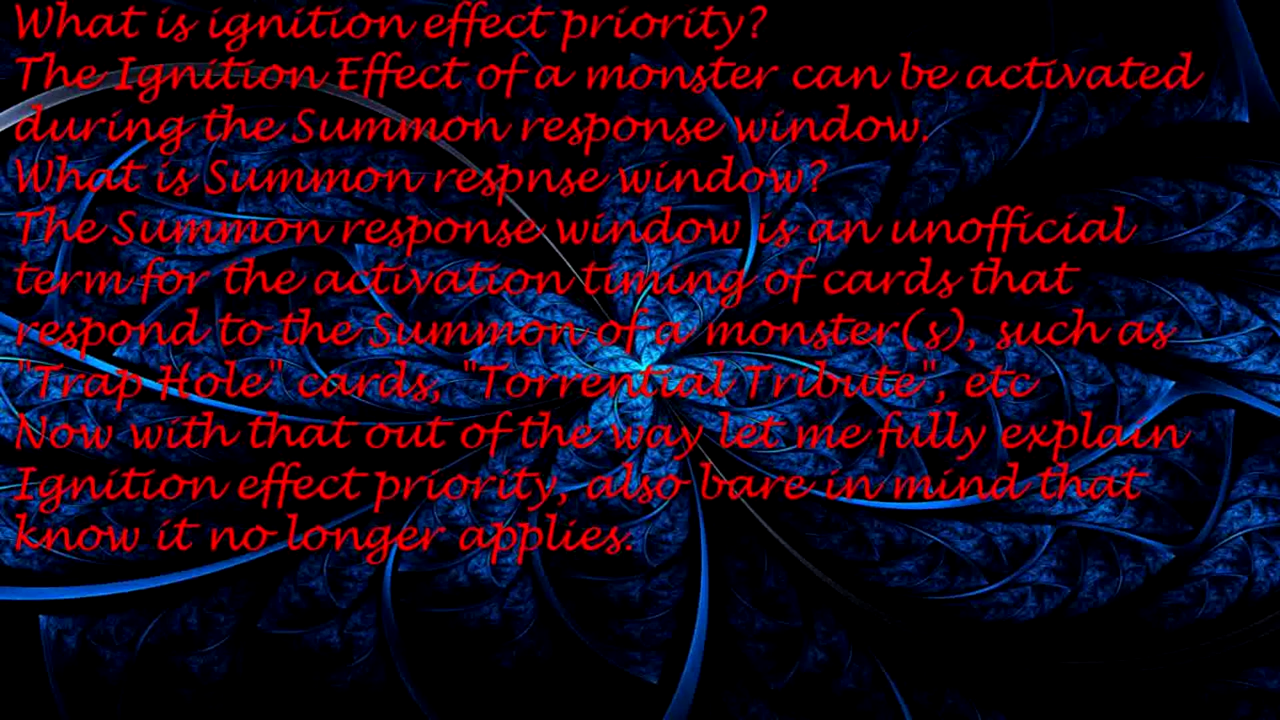 What is ignition effect priority?
The Ignition Effect of a monster can be activated
during the Summon response window.
What is Summon respnse window?
The Summon response window is an unofficial
term for the activation timing of cards that
respond to the Summon of a monster(s), such as
"Trap Hole" cards, "Torrential Tribute", etc
Now with that out of the way let me fully explain
Ignition effect priority, also bare in mind that
know it no longer applies.